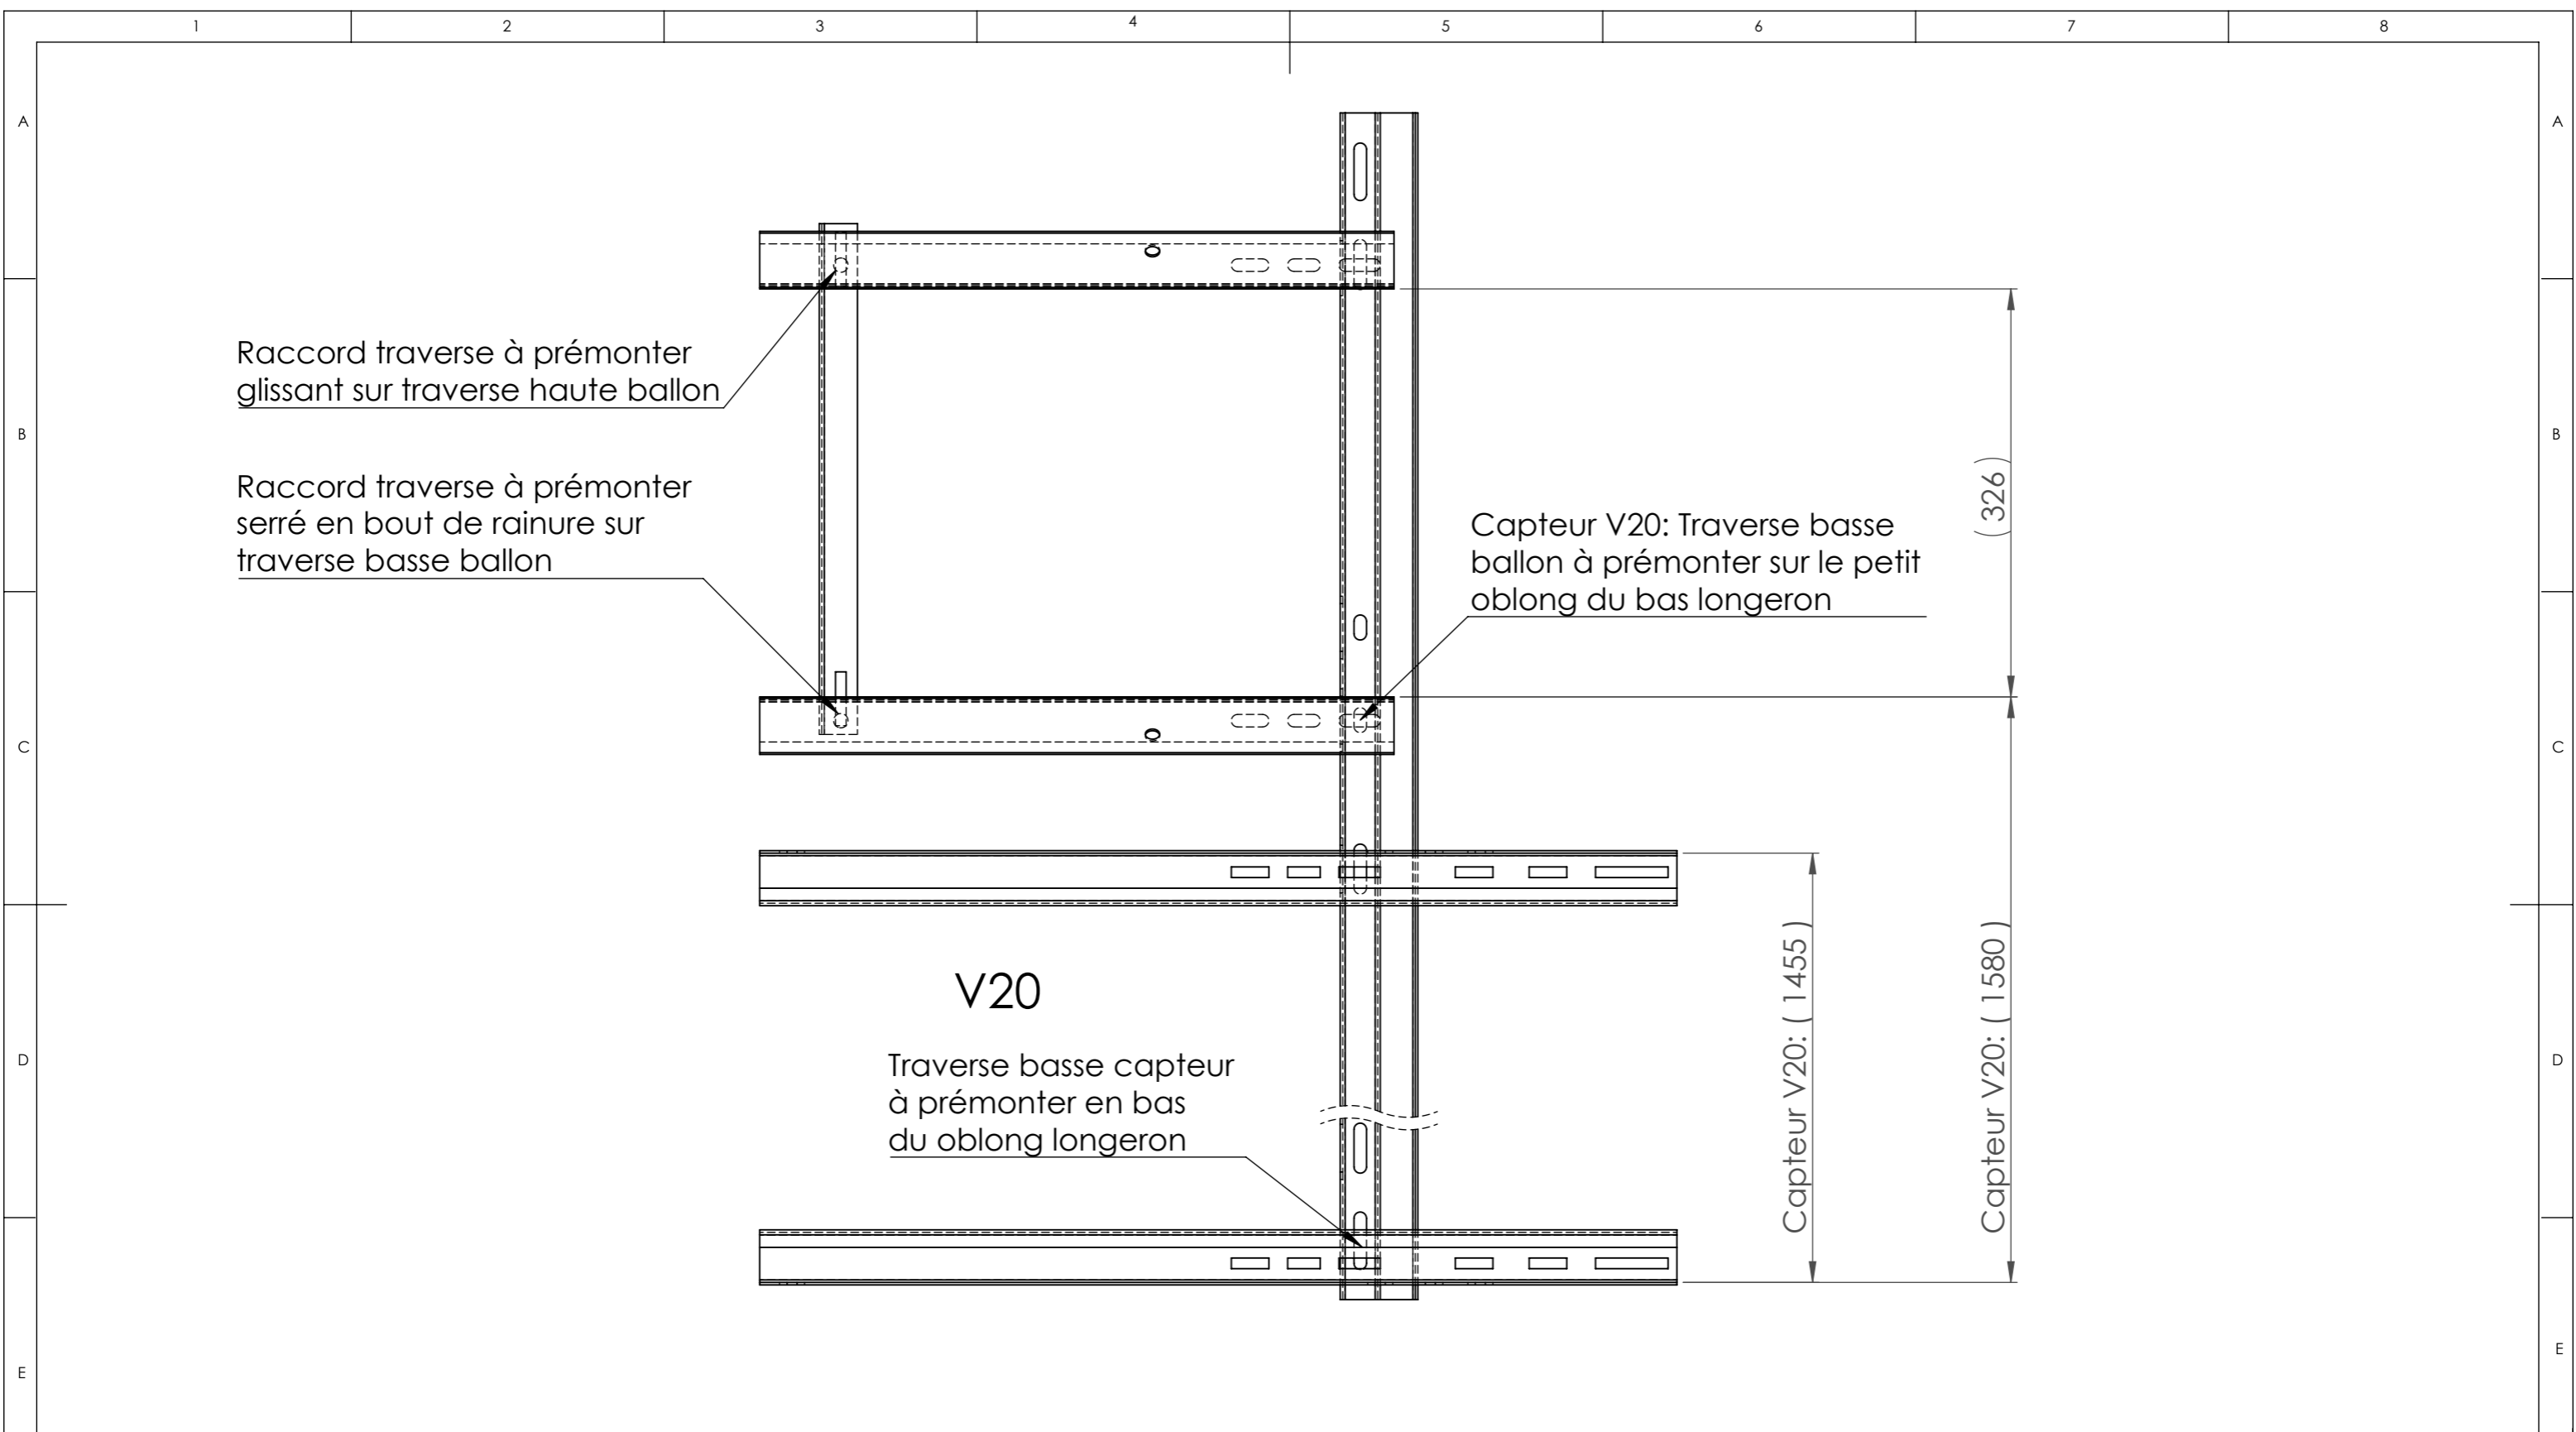 1 2 3 4 5 6 7 8
A A
Raccord traverse à prémonter
glissant sur traverse haute ballon
B B
Raccord traverse à prémonter
serré en bout de rainure sur
traverse basse ballon
( 326 )
Capteur V20: Traverse basse
ballon à prémonter sur le petit
oblong du bas longeron
C C
V20
Capteur V20: ( 1455 )
Capteur V20: ( 1580 )
D D
Traverse basse capteur
à prémonter en bas
du oblong longeron
E E